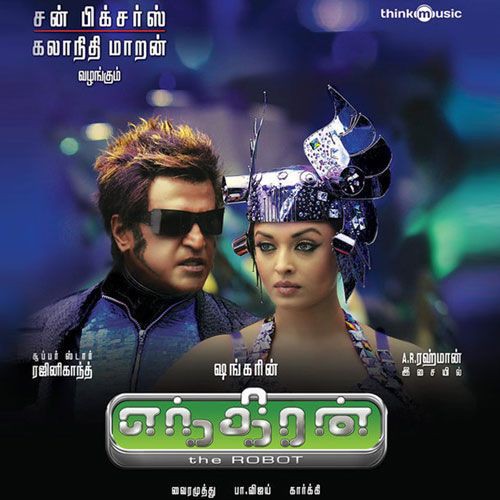 சன் பிக்சர்ஸ்
கலாநிதி மாறன்
வழங்கும்
think music
சூப்பர் ஸ்டார்
ரஜினிகாந்த்
ஷங்கரின்
A.R.ரஹ்மான்
இசையில்
எந்திரன்
the ROBOT
வைரமுத்து பா.விஜய் கார்க்கி